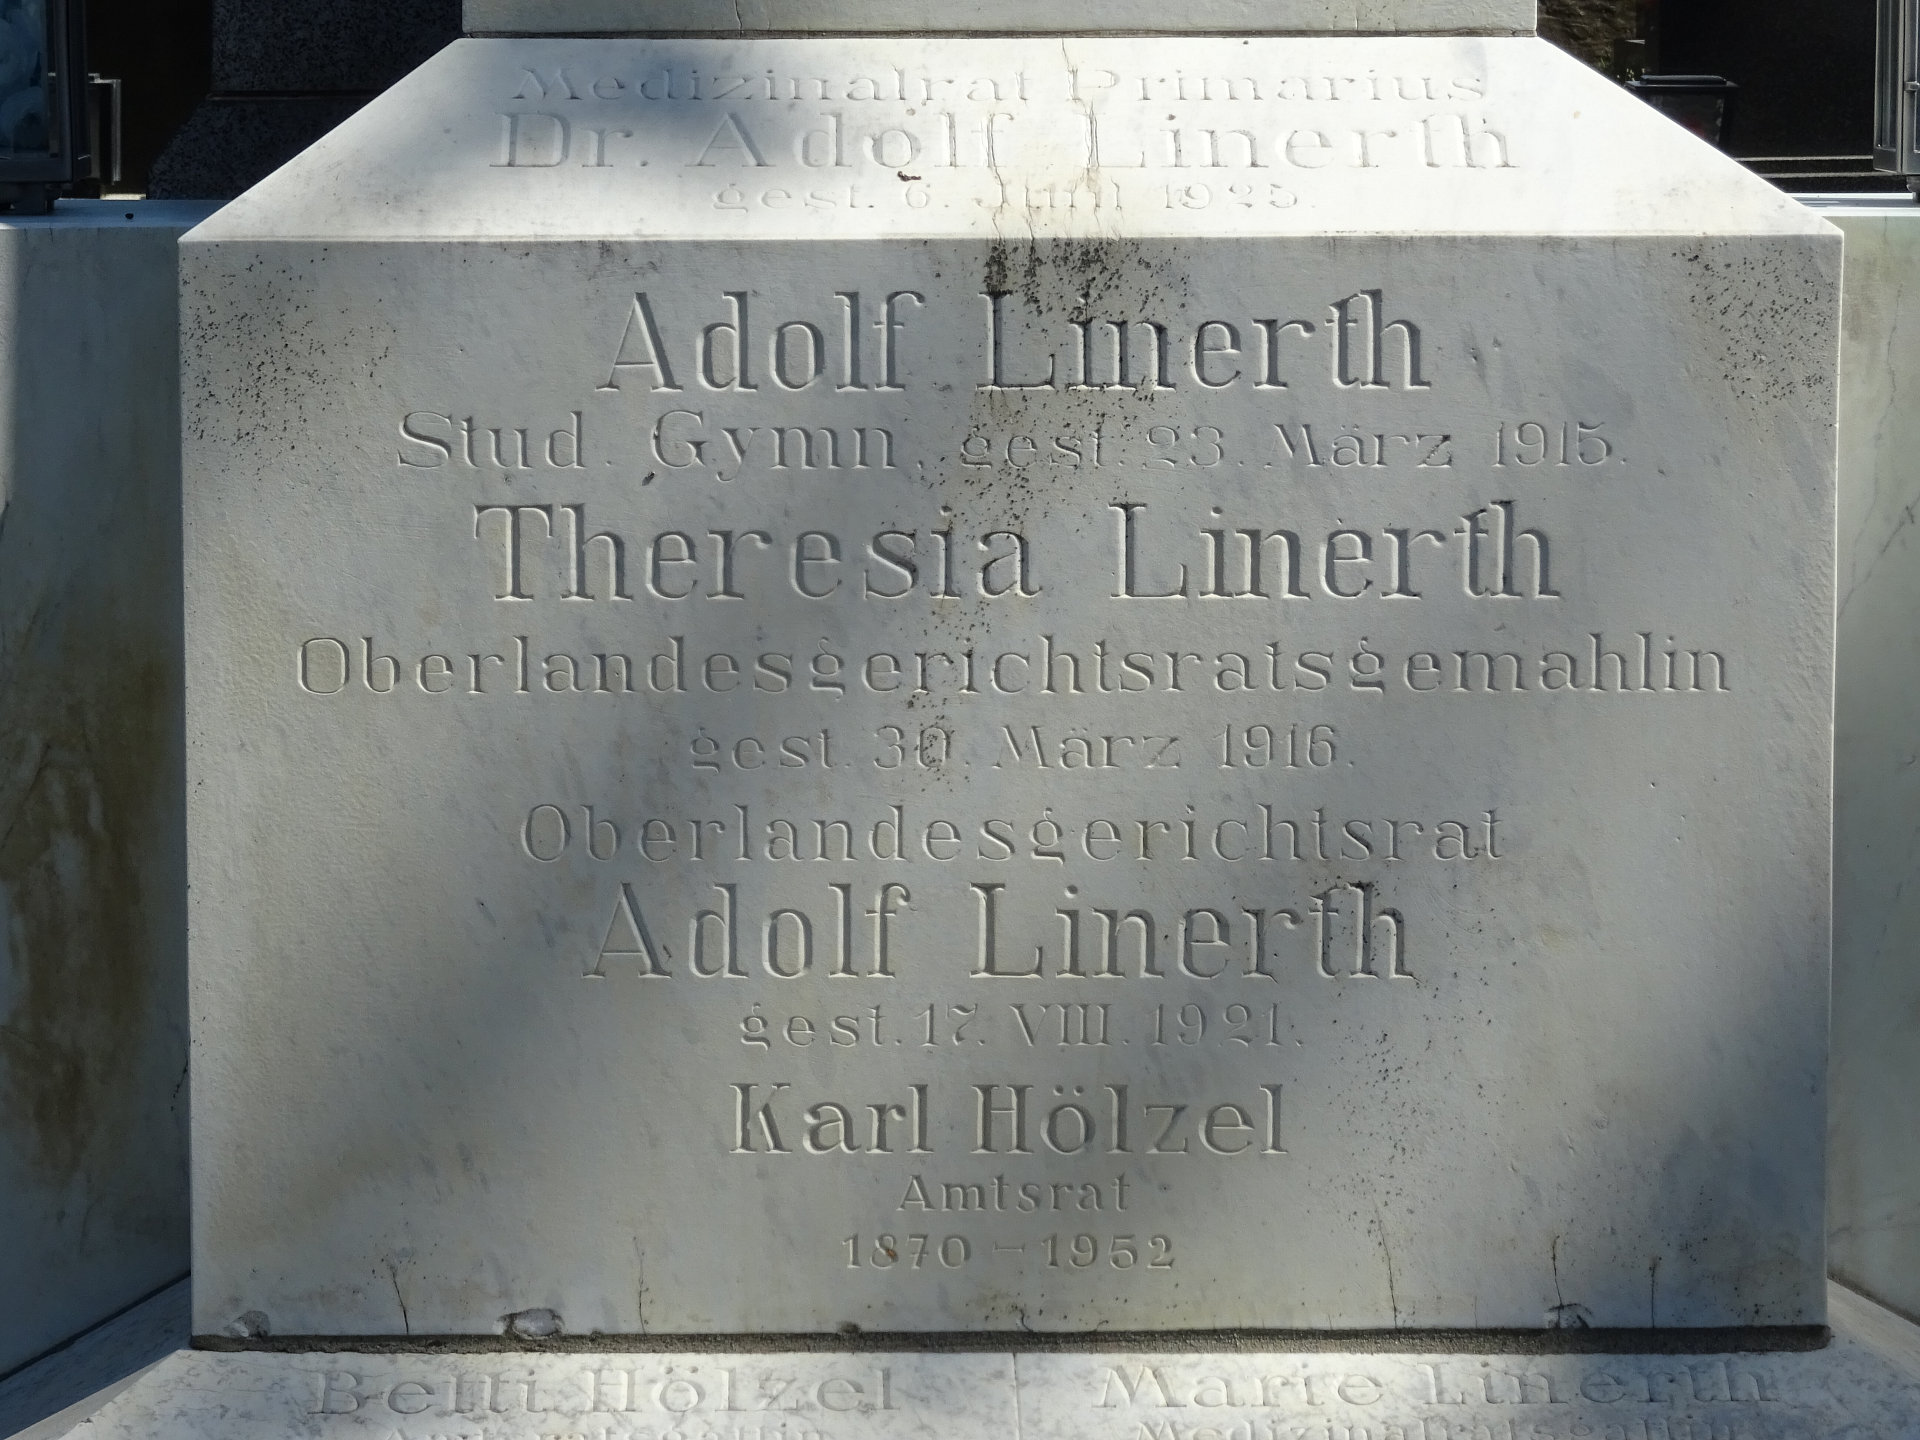 Medizinalrat Primarius
Dr. Adolf Linerth
gest. 6. Juni 1925.
Adolf Linerth
Stud. Gymn. gest. 23. März 1915.
Theresia Linerth
Oberlandesgerichtsratsgemahlin
gest. 30. März 1916.
Oberlandesgerichtsrat
Adolf Linerth
gest. 17. VIII. 1921.
Karl Hölzel
Amtsrat
1870 – 1952
Betti Hölzel Marie Linerth
Amtsratsgattin Medizinalratsgattin